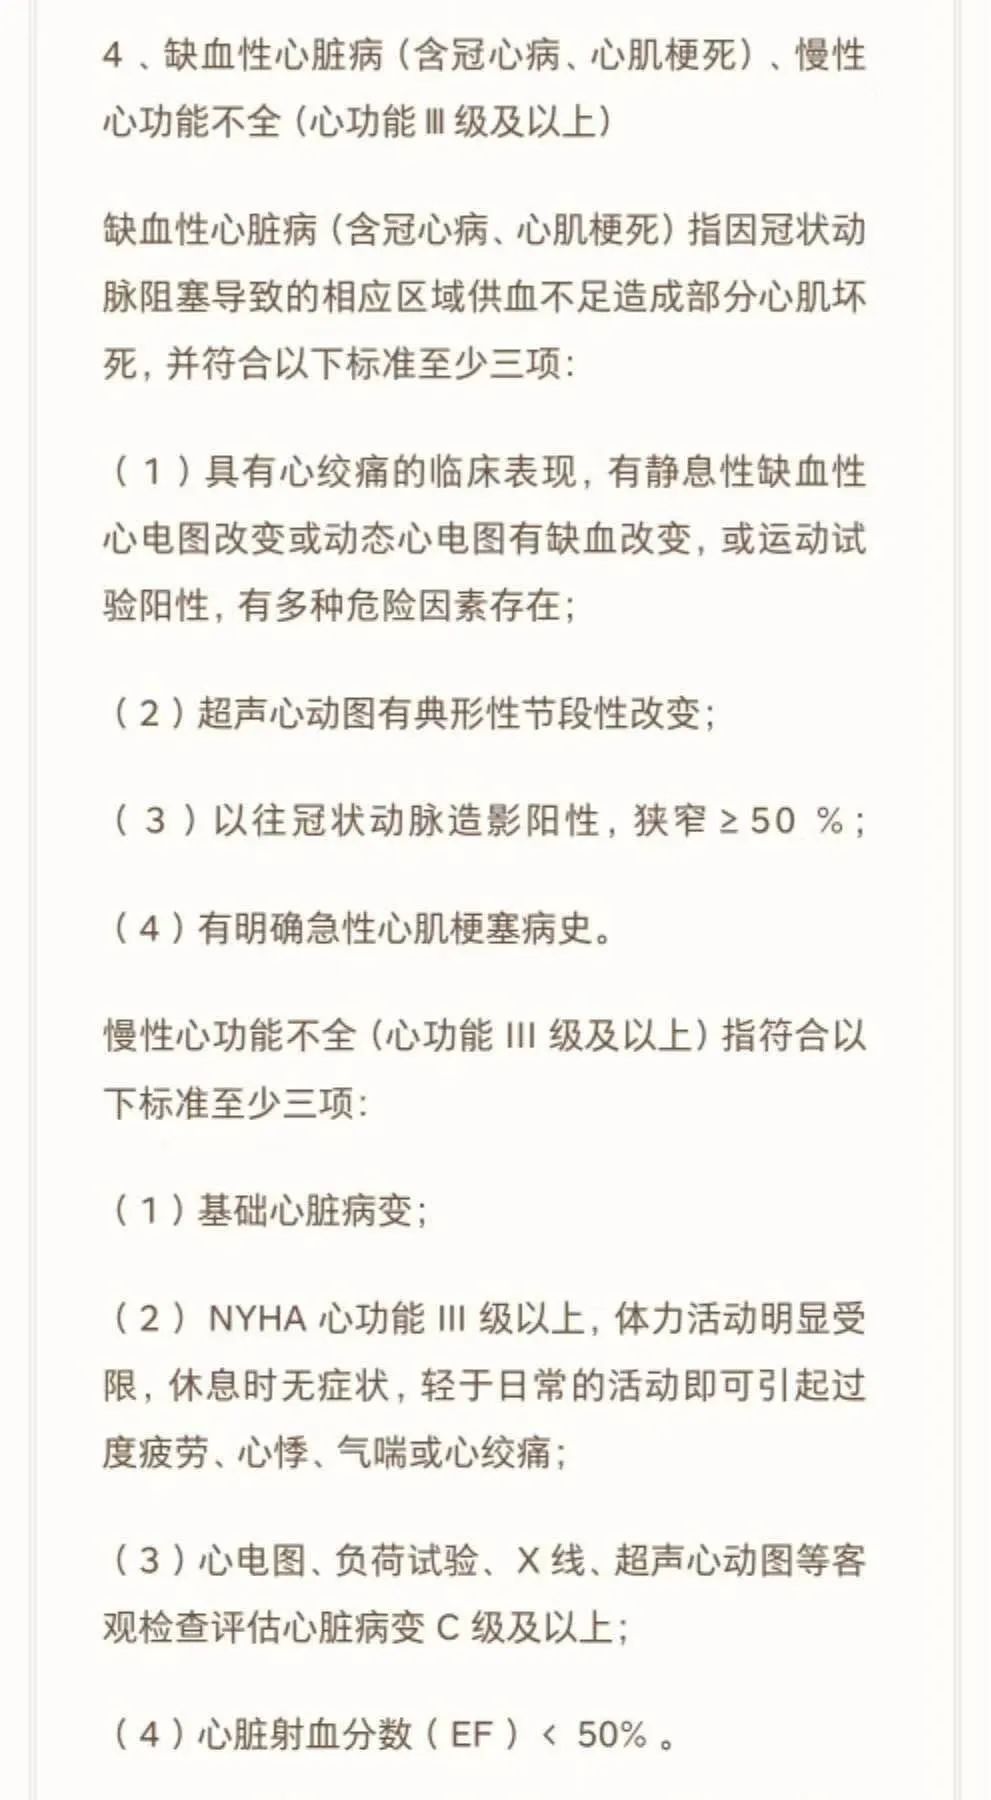 4、缺血性心脏病（含冠心病、心肌梗死）、慢性
心功能不全（心功能Ⅲ级及以上）
缺血性心脏病（含冠心病、心肌梗死）指因冠状动
脉阻塞导致的相应区域供血不足造成部分心肌坏
死，并符合以下标准至少三项：
（1）具有心绞痛的临床表现，有静息性缺血性
心电图改变或动态心电图有缺血改变，或运动试
验阳性，有多种危险因素存在；
（2）超声心动图有典形性节段性改变；
（3）以往冠状动脉造影阳性，狭窄≥50 %；
（4）有明确急性心肌梗塞病史。
慢性心功能不全（心功能 III 级及以上）指符合以
下标准至少三项：
（1）基础心脏病变；
（2）NYHA 心功能 III 级以上，体力活动明显受
限，休息时无症状，轻于日常的活动即可引起过
度疲劳、心悸、气喘或心绞痛；
（3）心电图、负荷试验、X 线、超声心动图等客
观检查评估心脏病变 C 级及以上；
（4）心脏射血分数（EF）< 50%。